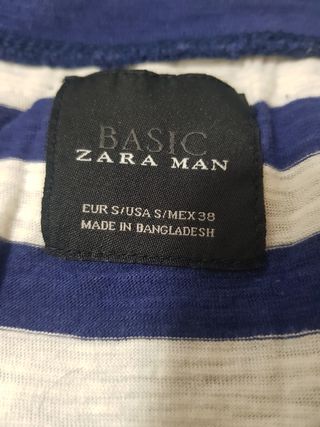 BASIC
ZARA MAN
EUR S/USA S/MEX 38
MADE IN BANGLADESH